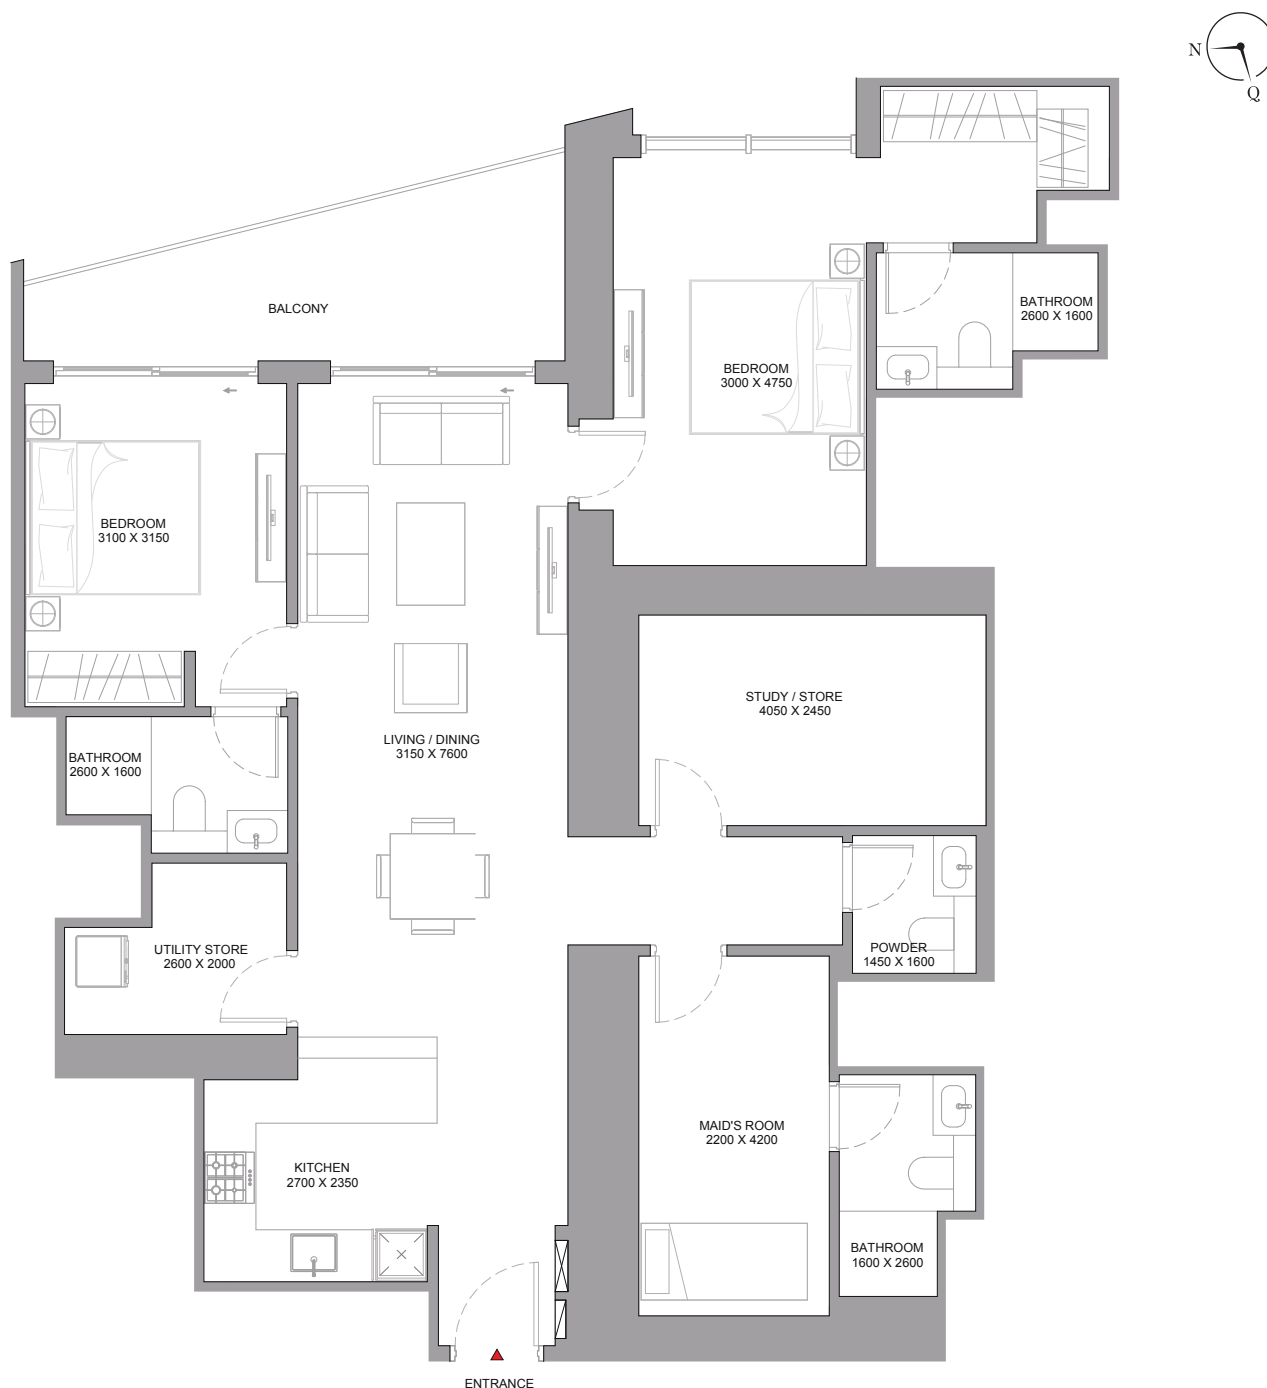 N
Q
BALCONY
BATHROOM
2600 X 1600
BEDROOM
3000 X 4750
BEDROOM
3100 X 3150
STUDY / STORE
4050 X 2450
LIVING / DINING
3150 X 7600
BATHROOM
2600 X 1600
UTILITY STORE
2600 X 2000
POWDER
1450 X 1600
MAID'S ROOM
2200 X 4200
KITCHEN
2700 X 2350
BATHROOM
1600 X 2600
ENTRANCE